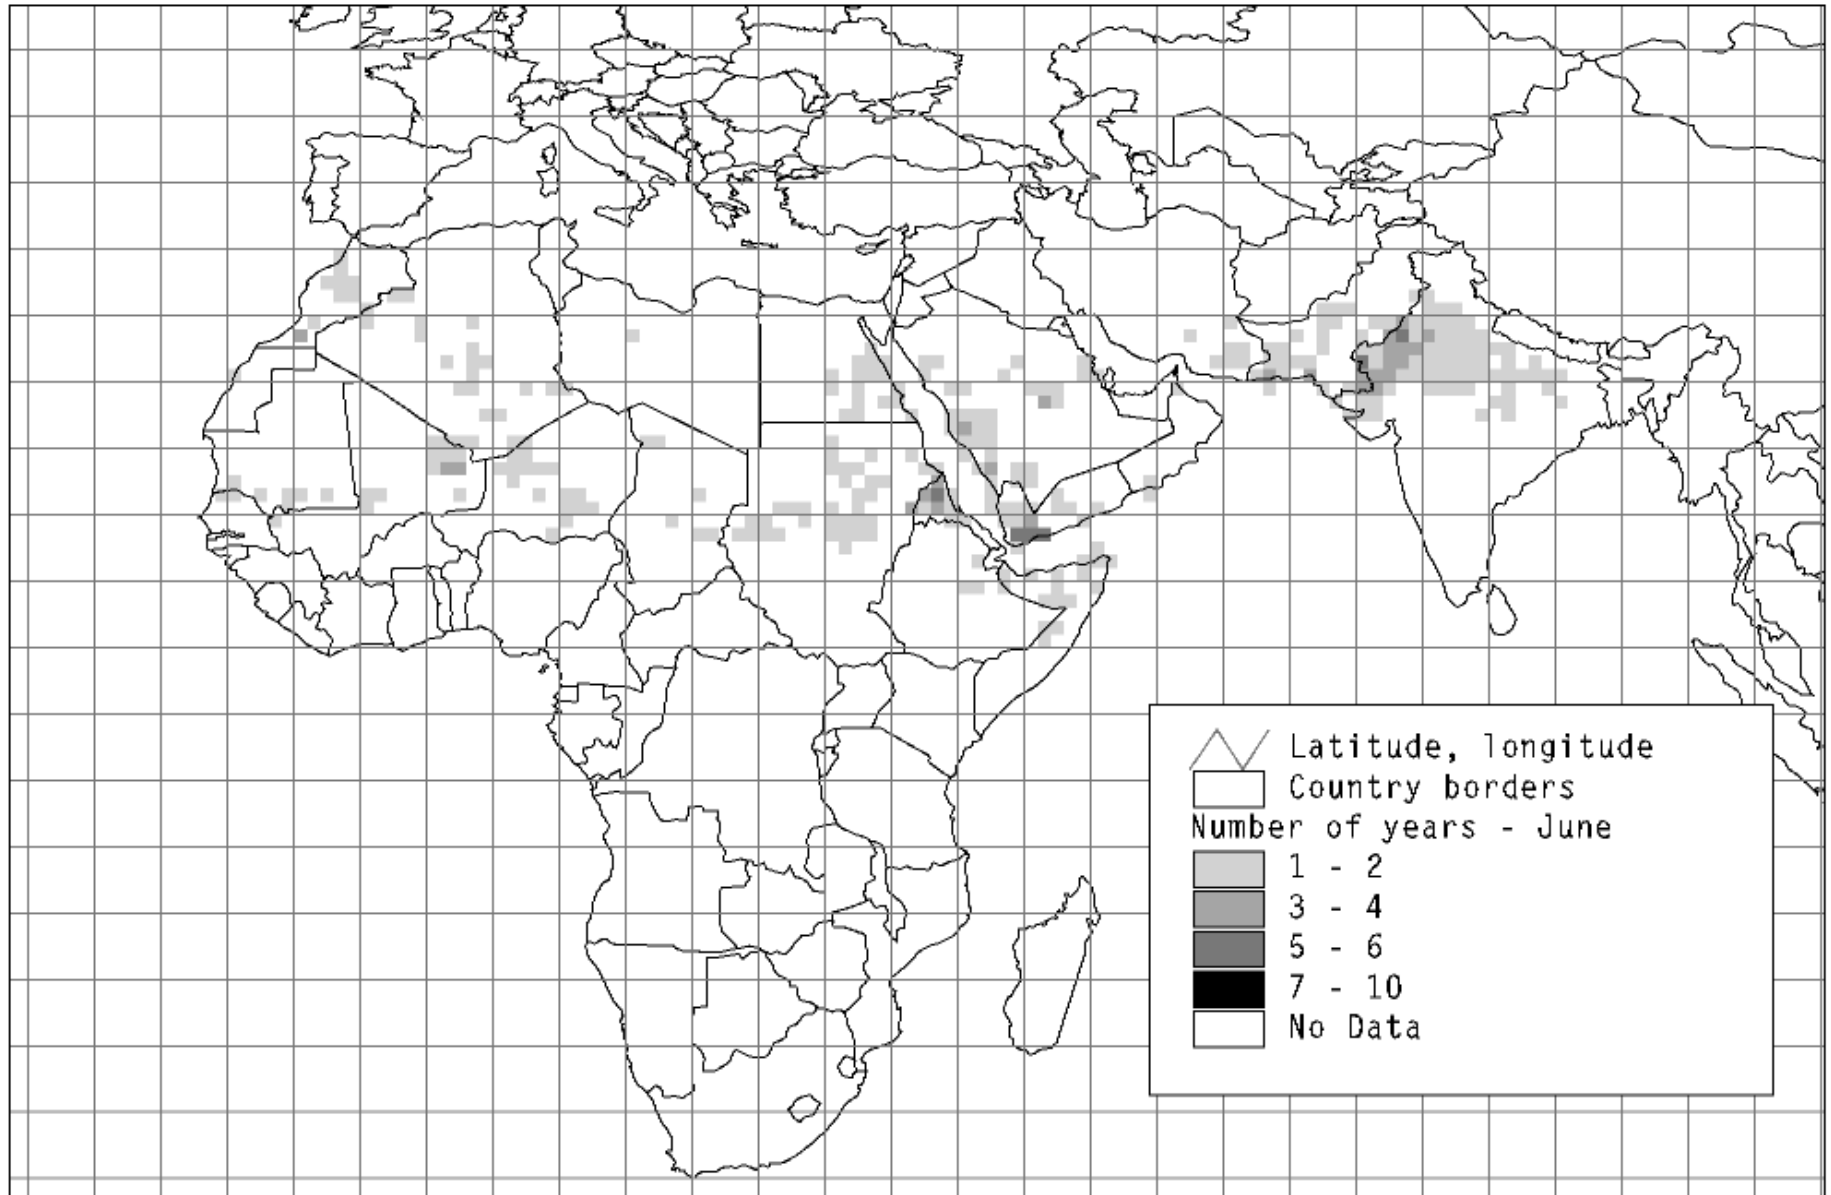 Latitude, longitude
Country borders
Number of years - June
1 - 2
3 - 4
5 - 6
7 - 10
No Data